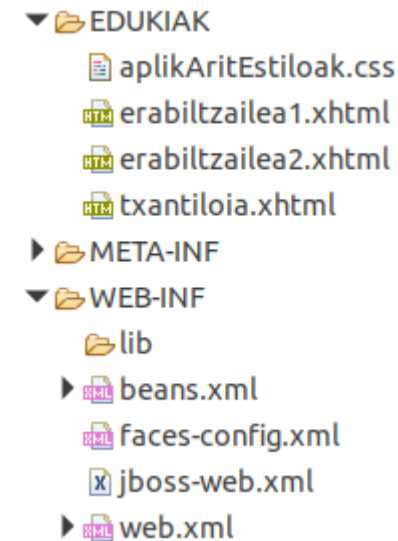 EDUKIAK
aplikAritEstiloak.css
erabiltzailea1.xhtml
erabiltzailea2.xhtml
txantiloia.xhtml
META-INF
WEB-INF
lib
beans.xml
faces-config.xml
jboss-web.xml
web.xml